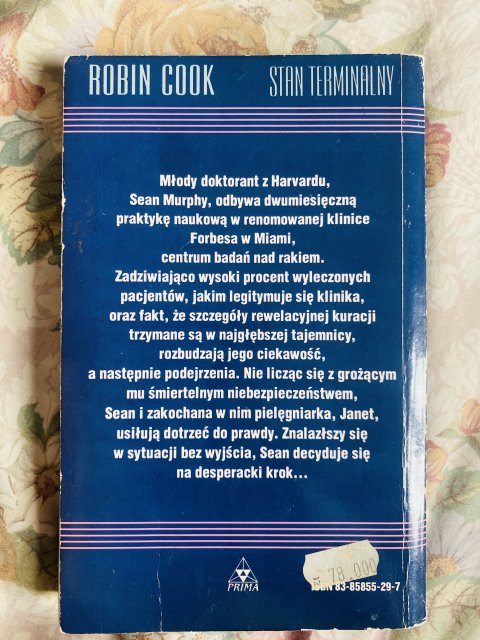 ROBIN COOK STAN TERMINALNY
Młody doktorant z Harvardu,
Sean Murphy, odbywa dwumiesięczną
praktykę naukową w renomowanej klinice
Forbesa w Miami,
centrum badań nad rakiem.
Zadziwiająco wysoki procent wyleczonych
pacjentów, jakim legitymuje się klinika,
oraz fakt, że szczegóły rewelacyjnej kuracji
trzymane są w najgłębszej tajemnicy,
rozbudzają jego ciekawość,
a następnie podejrzenia. Nie licząc się z grożącym
mu śmiertelnym niebezpieczeństwem,
Sean i zakochana w nim pielęgniarka, Janet,
usiłują dotrzeć do prawdy. Znalazłszy się
w sytuacji bez wyjścia, Sean decyduje się
na desperacki krok...
78.000
PRIMA
ISBN 83-85855-29-7